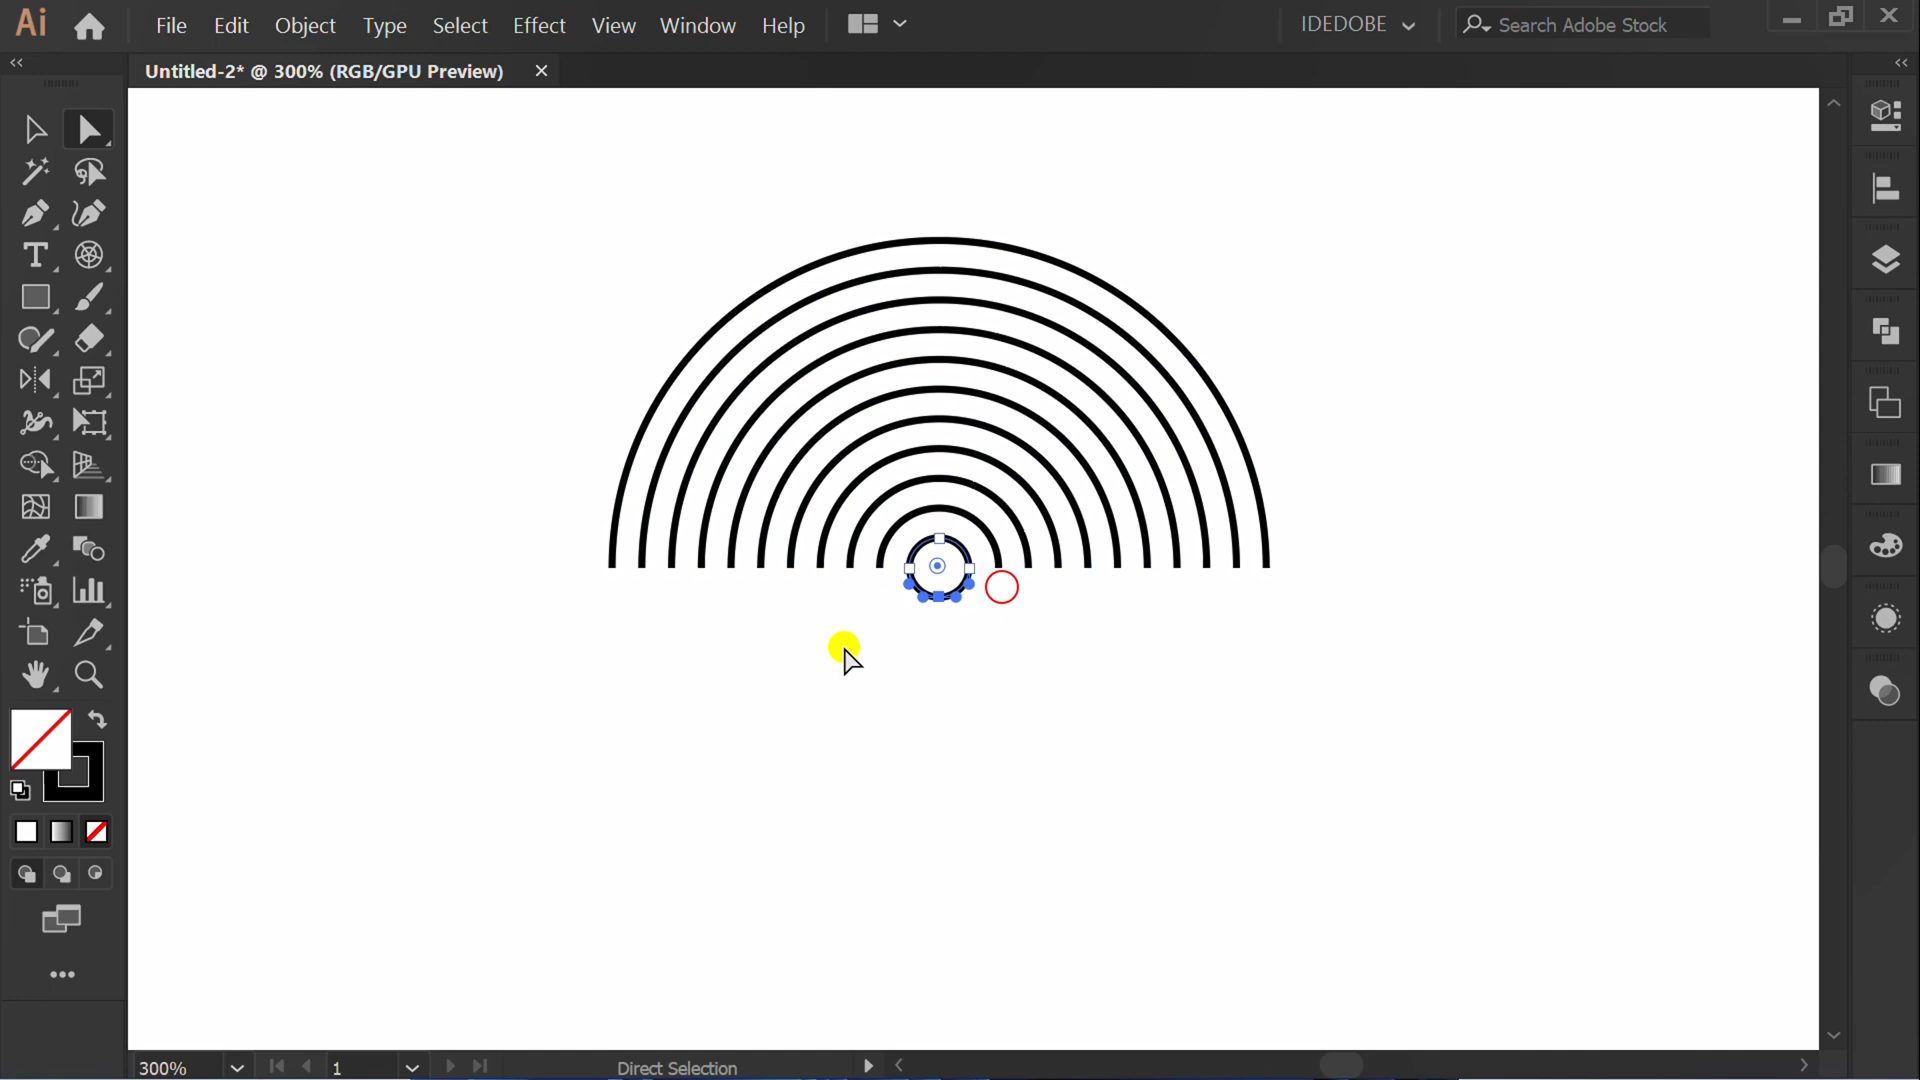 Ai File Edit Object Type Select Effect View Window Help IDEDOBE Search Adobe Stock
Untitled-2* @ 300% (RGB/GPU Preview)
300% 1 Direct Selection